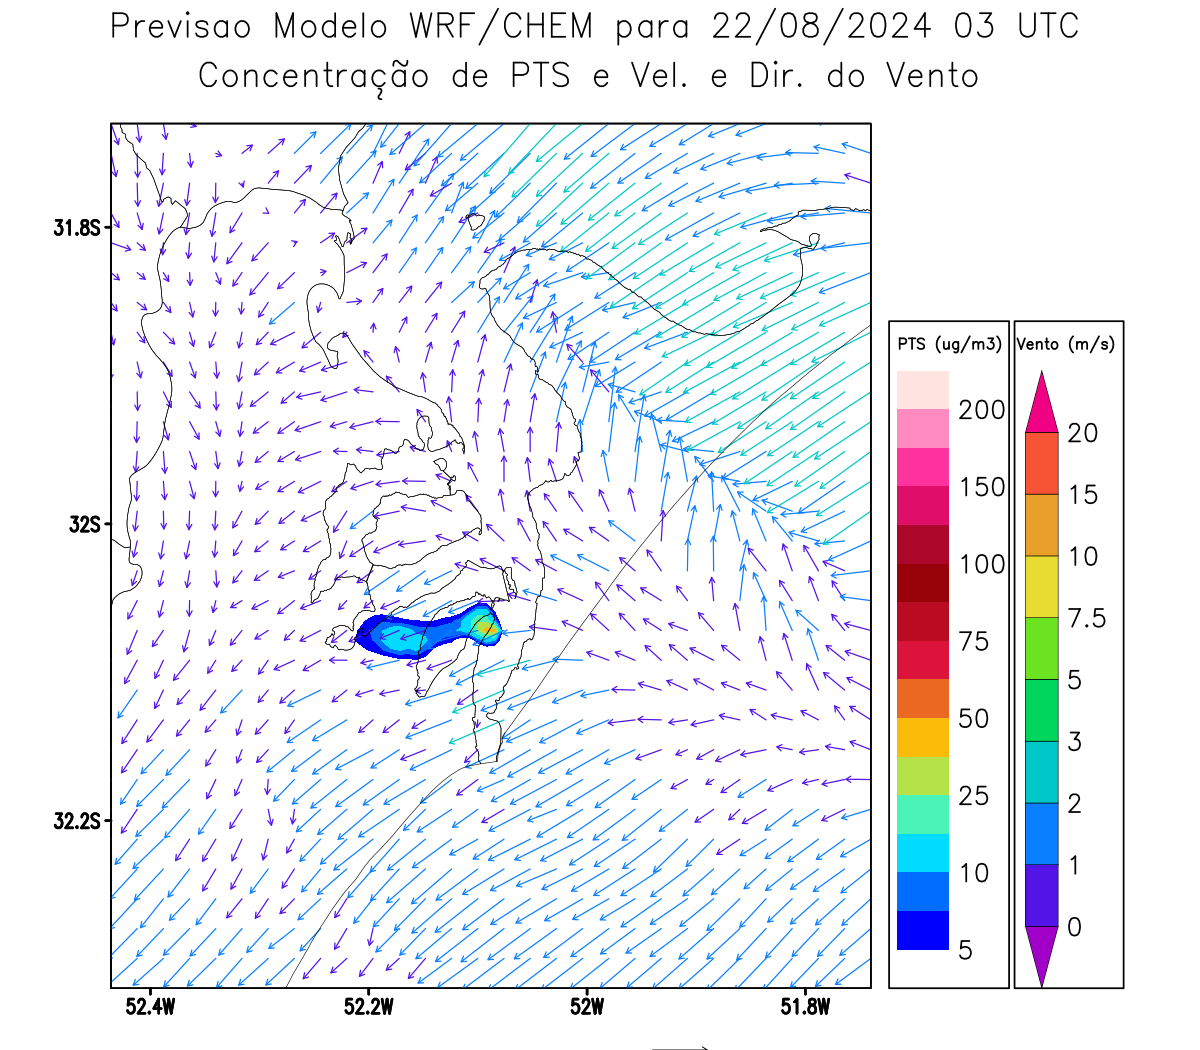 Previsao Modelo WRF/CHEM para 22/08/2024 03 UTC
Concentração de PTS e Vel. e Dir. do Vento
31.8S
32S
32.2S
52.4W
52.2W
52W
51.8W
PTS (ug/m3)
200
150
100
75
50
25
10
5
Vento (m/s)
20
15
10
7.5
5
3
2
1
0